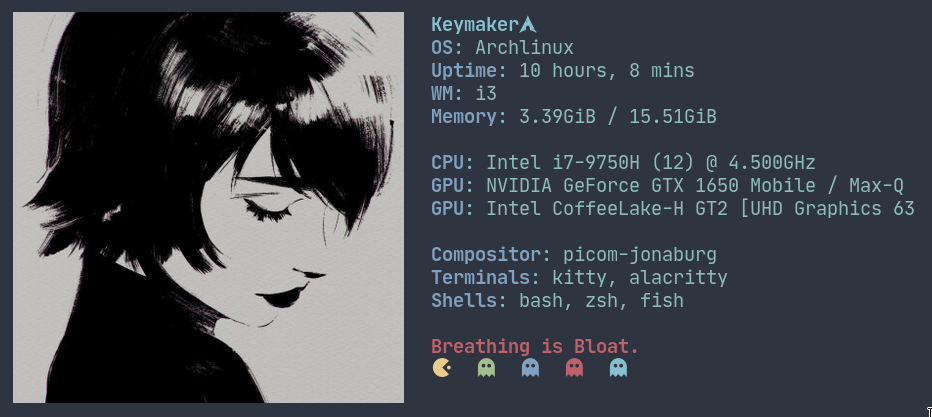 Keymaker
OS: Archlinux
Uptime: 10 hours, 8 mins
WM: i3
Memory: 3.39GiB / 15.51GiB
CPU: Intel i7-9750H (12) @ 4.500GHz
GPU: NVIDIA GeForce GTX 1650 Mobile / Max-Q
GPU: Intel CoffeeLake-H GT2 [UHD Graphics 63
Compositor: picom-jonaburg
Terminals: kitty, alacritty
Shells: bash, zsh, fish
Breathing is Bloat.